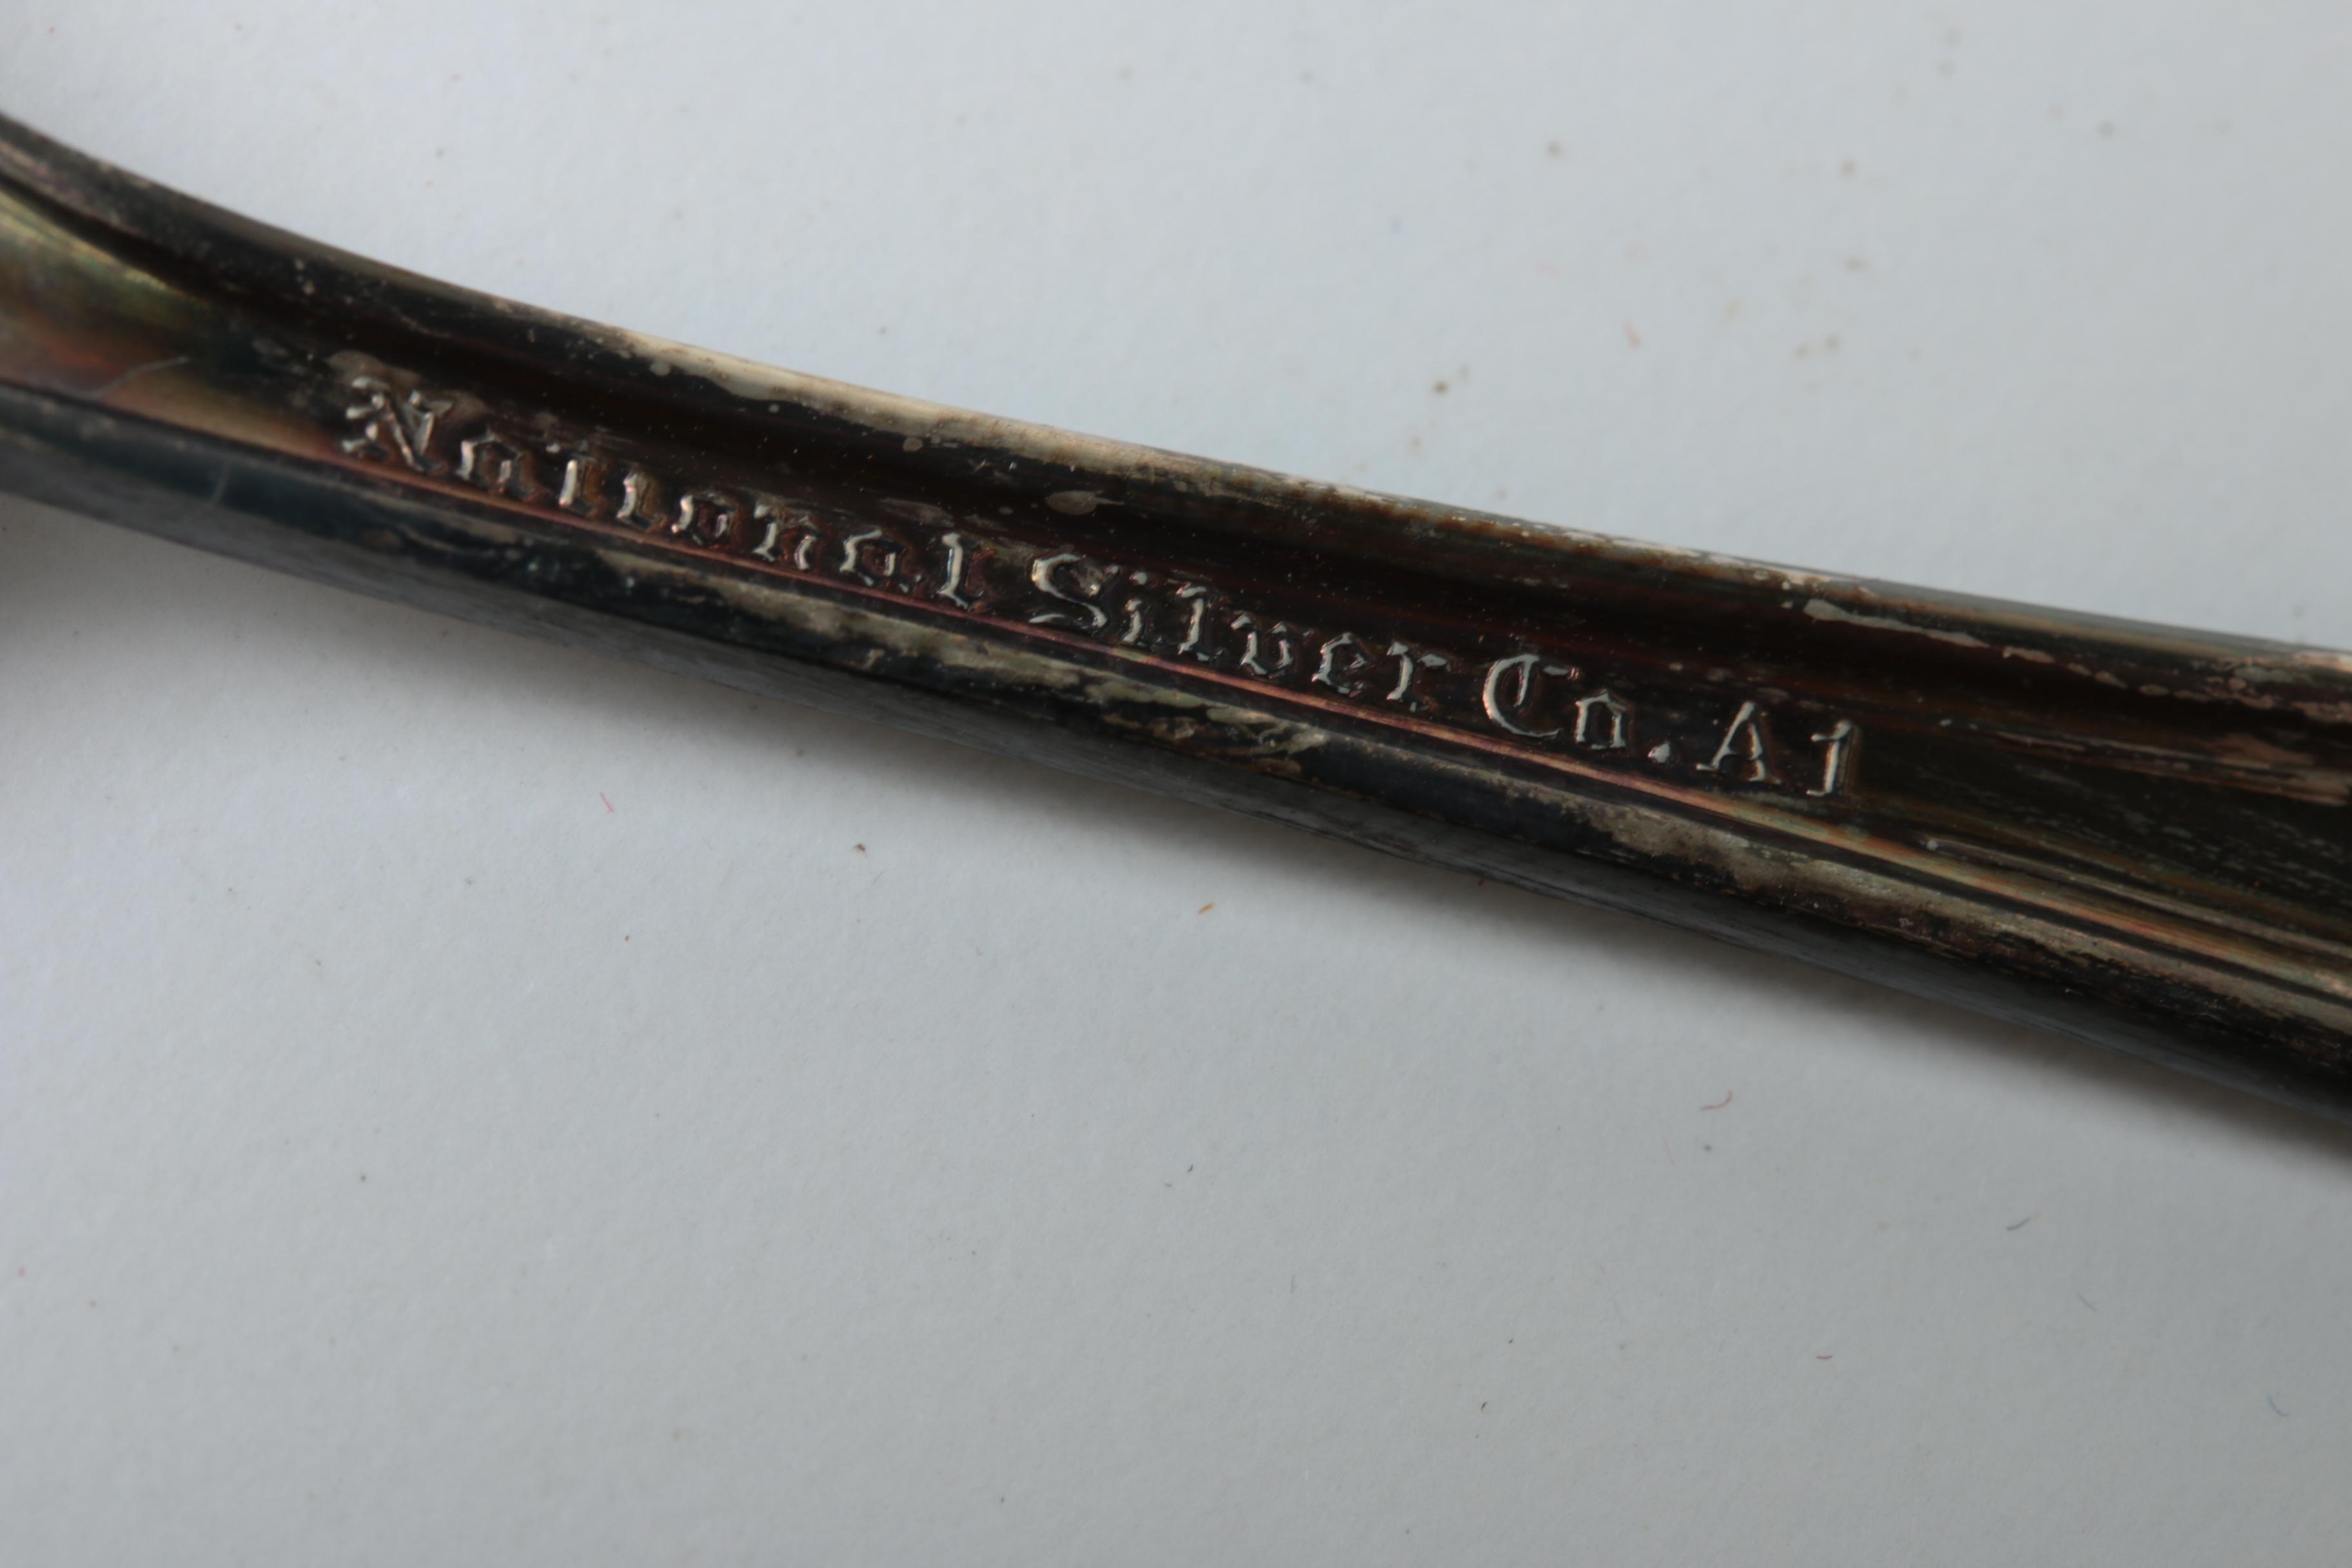 National Silver Co. A1